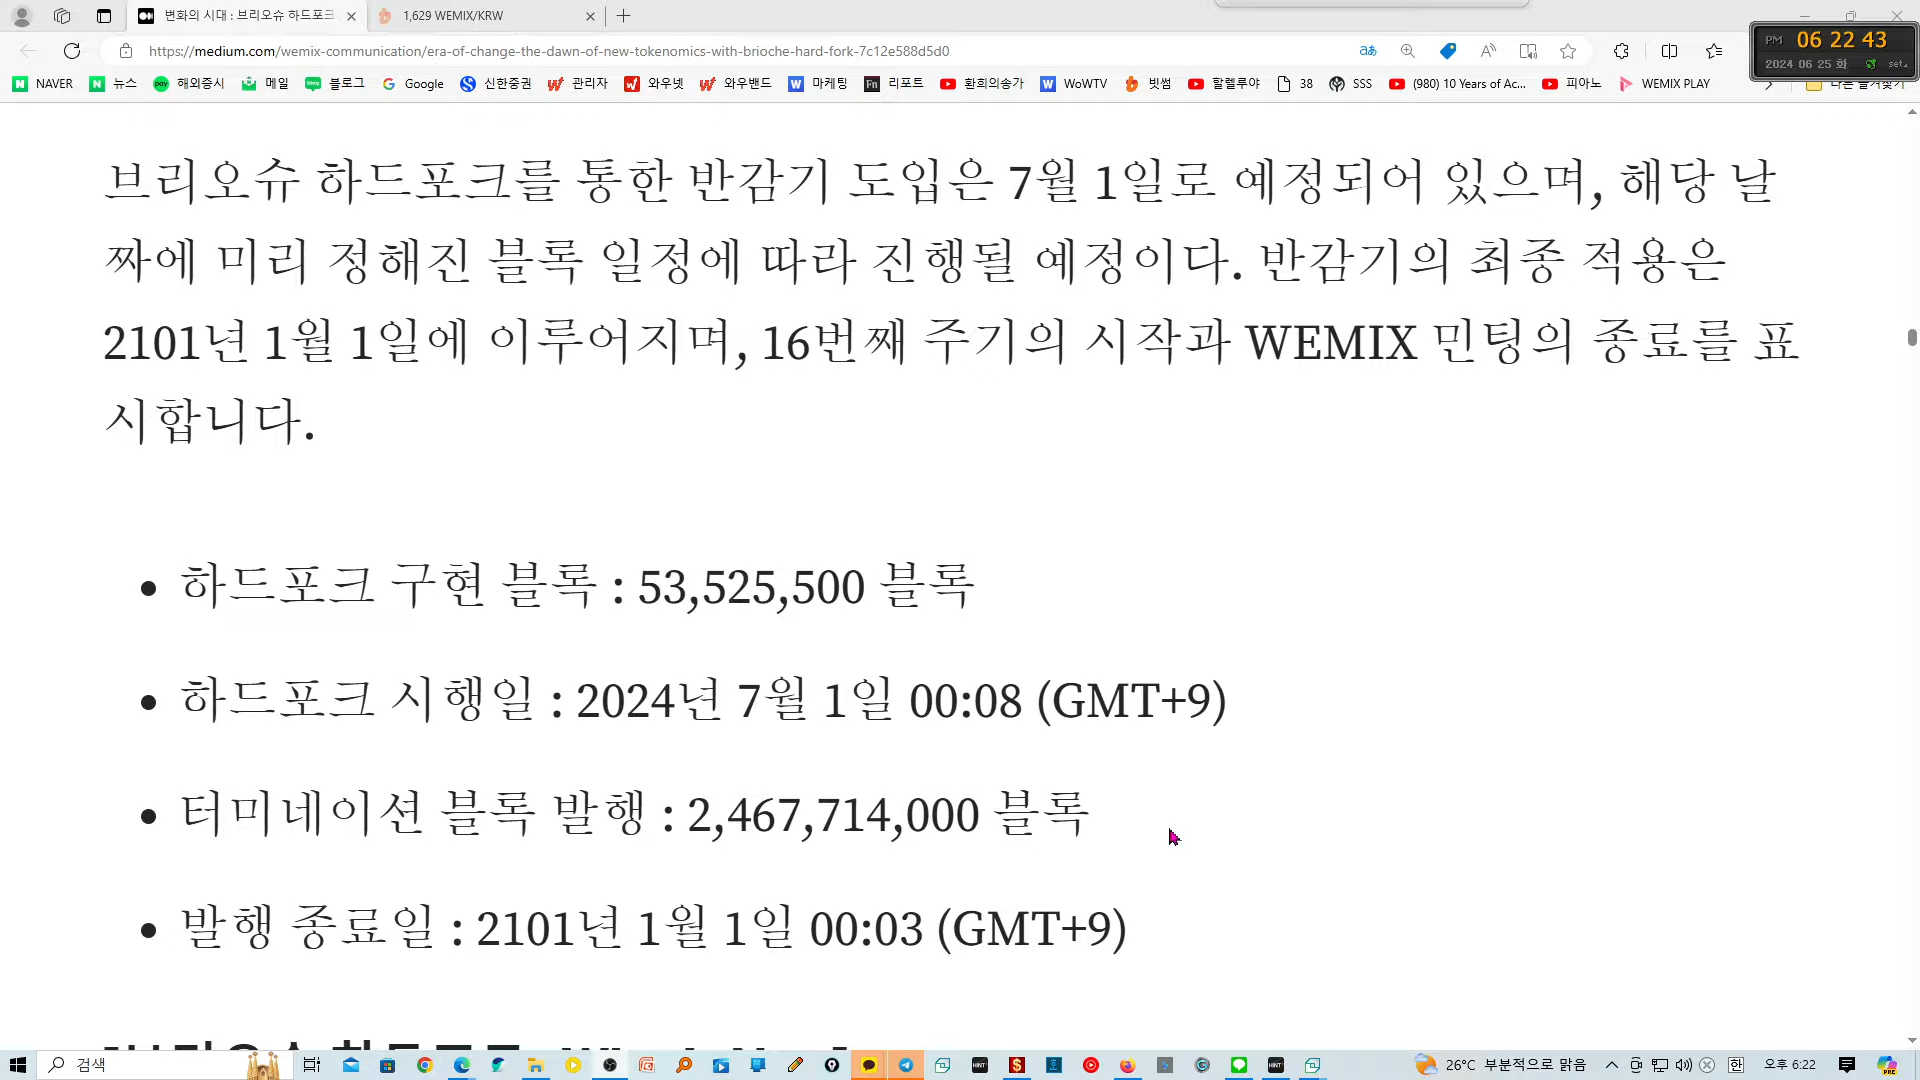 변화의 시대 : 브리오슈 하드포크
1,629 WEMIX/KRW
https://medium.com/wemix-communication/era-of-change-the-dawn-of-new-tokenomics-with-brioche-hard-fork-7c12e588d5d0
PM 06 22 43
2024 06 25 화 set.
NAVER 뉴스 해외증시 메일 블로그 Google 신한증권 관리자 와우넷 와우밴드 마케팅 리포트 환희의송가 WoWTV 빗썸 할렐루야 38 SSS (980) 10 Years of Ac... 피아노 WEMIX PLAY
브리오슈 하드포크를 통한 반감기 도입은 7월 1일로 예정되어 있으며, 해당 날
짜에 미리 정해진 블록 일정에 따라 진행될 예정이다. 반감기의 최종 적용은
2101년 1월 1일에 이루어지며, 16번째 주기의 시작과 WEMIX 민팅의 종료를 표
시합니다.
• 하드포크 구현 블록 : 53,525,500 블록
• 하드포크 시행일 : 2024년 7월 1일 00:08 (GMT+9)
• 터미네이션 블록 발행 : 2,467,714,000 블록
• 발행 종료일 : 2101년 1월 1일 00:03 (GMT+9)
검색
26°C 부분적으로 맑음 한 오후 6:22